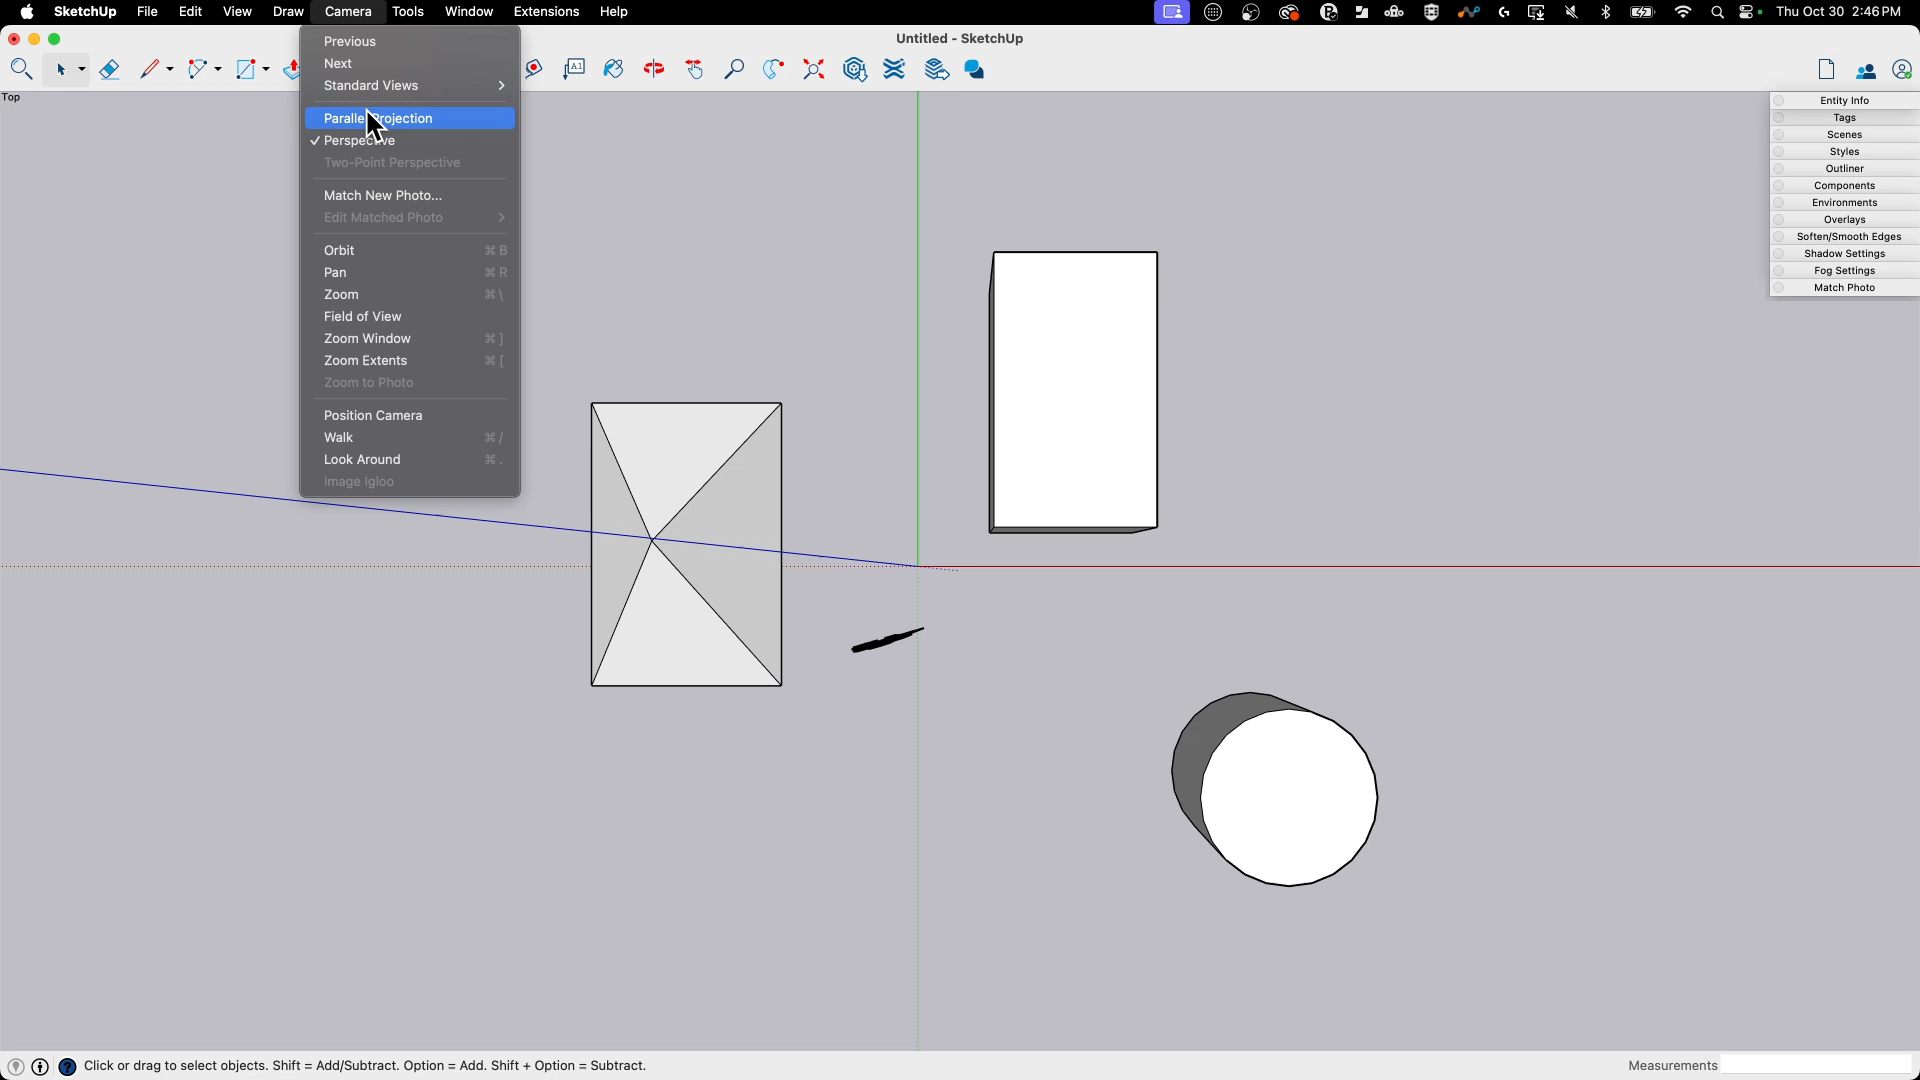 SketchUp File Edit View Draw Camera Tools Window Extensions Help Thu Oct 30 2:46 PM
Untitled - SketchUp
Top
Previous
Next
Standard Views
Parallel Projection
Perspective
Two-Point Perspective
Match New Photo...
Edit Matched Photo
Orbit ⌘ B
Pan ⌘ R
Zoom ⌘ \
Field of View
Zoom Window ⌘ ]
Zoom Extents ⌘ [
Zoom to Photo
Position Camera
Walk ⌘ /
Look Around ⌘ .
Image Igloo
A1
Entity Info
Tags
Scenes
Styles
Outliner
Components
Environments
Overlays
Soften/Smooth Edges
Shadow Settings
Fog Settings
Match Photo
Click or drag to select objects. Shift = Add/Subtract. Option = Add. Shift + Option = Subtract.
Measurements